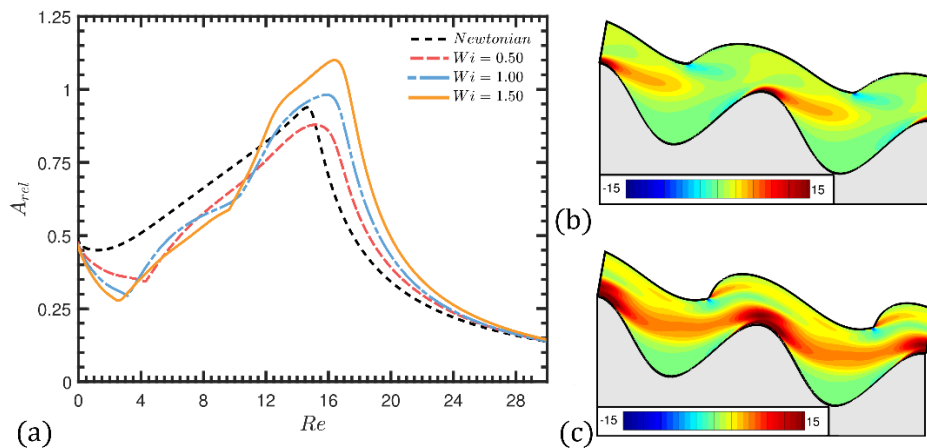 1.25
1
0.75
0.5
0.25
0
A_rel
0 4 8 12 16 20 24 28
Re
Newtonian
Wi = 0.50
Wi = 1.00
Wi = 1.50
(a)
-15 15
(b)
-15 15
(c)